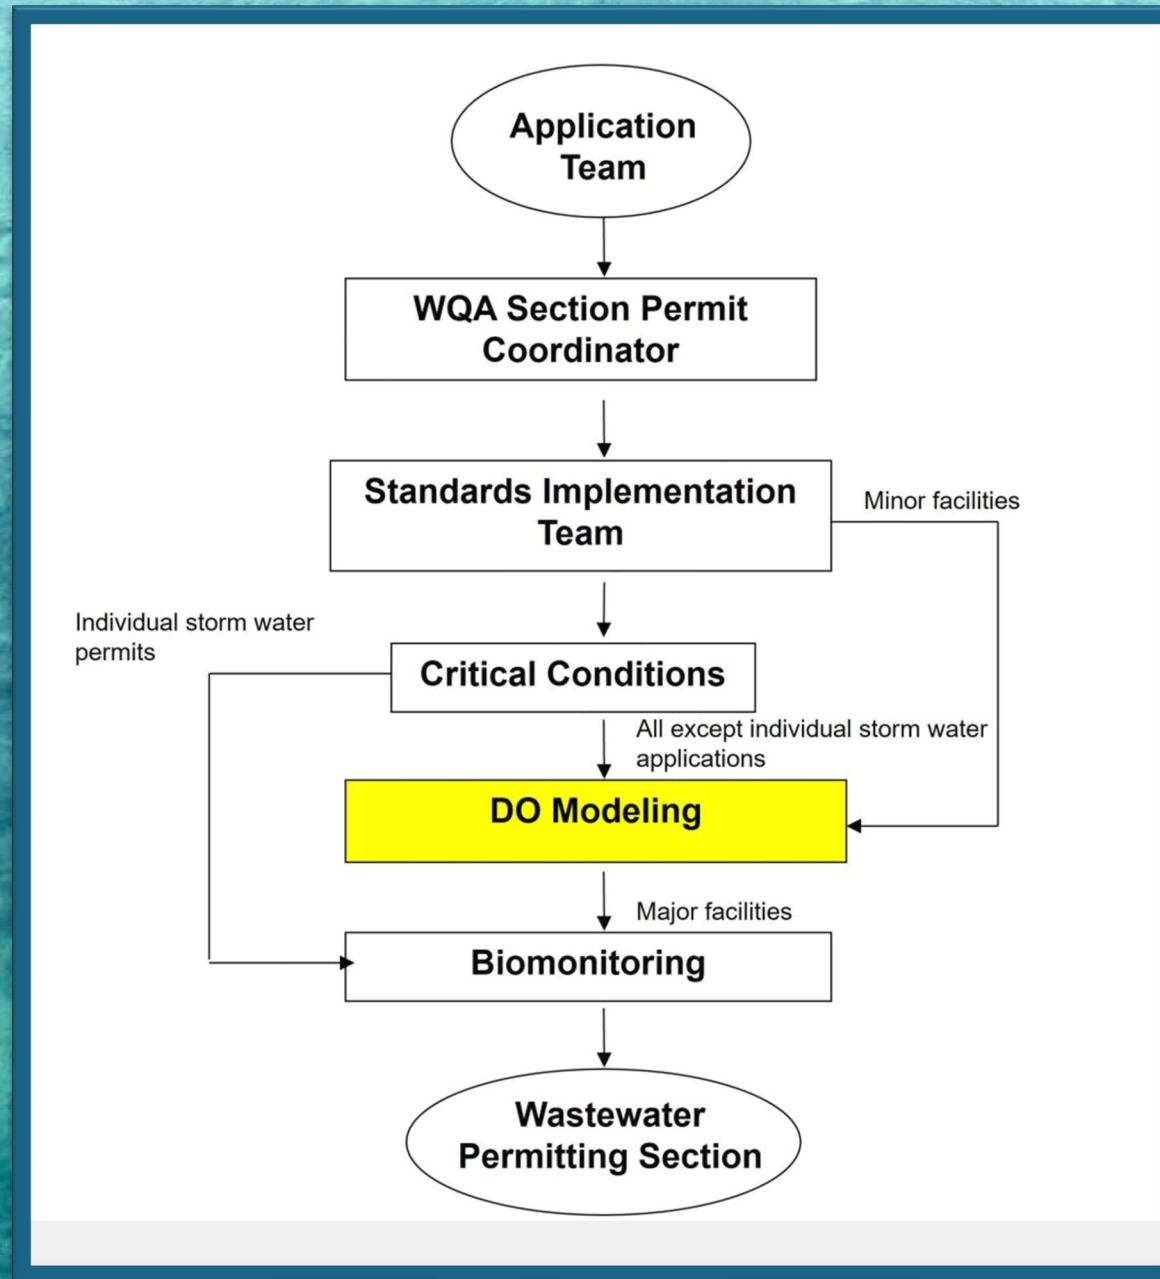 Application
Team
WQA Section Permit
Coordinator
Standards Implementation
Team
Minor facilities
Individual storm water
permits
Critical Conditions
All except individual storm water
applications
DO Modeling
Major facilities
Biomonitoring
Wastewater
Permitting Section